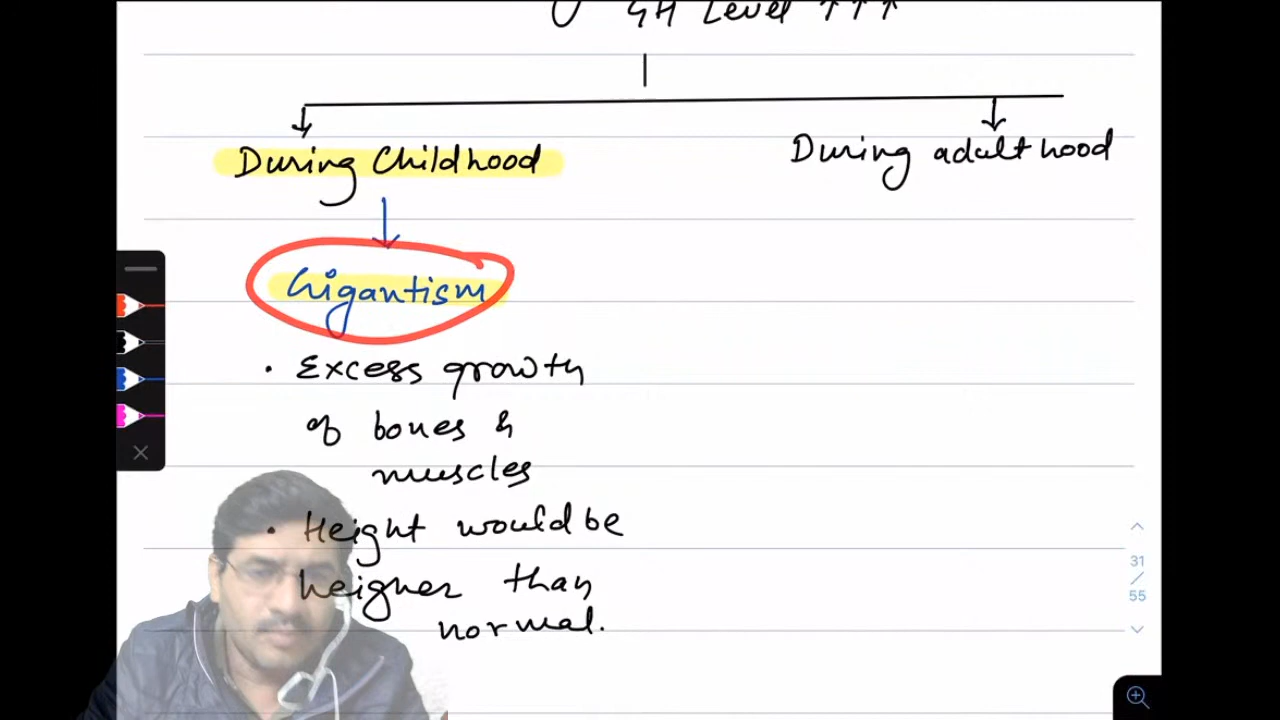 GH Level ↑↑↑
During Childhood
During adulthood
Gigantism
• Excess growth
of bones &
muscles
• Height would be
heigher than
normal.
31
/
55